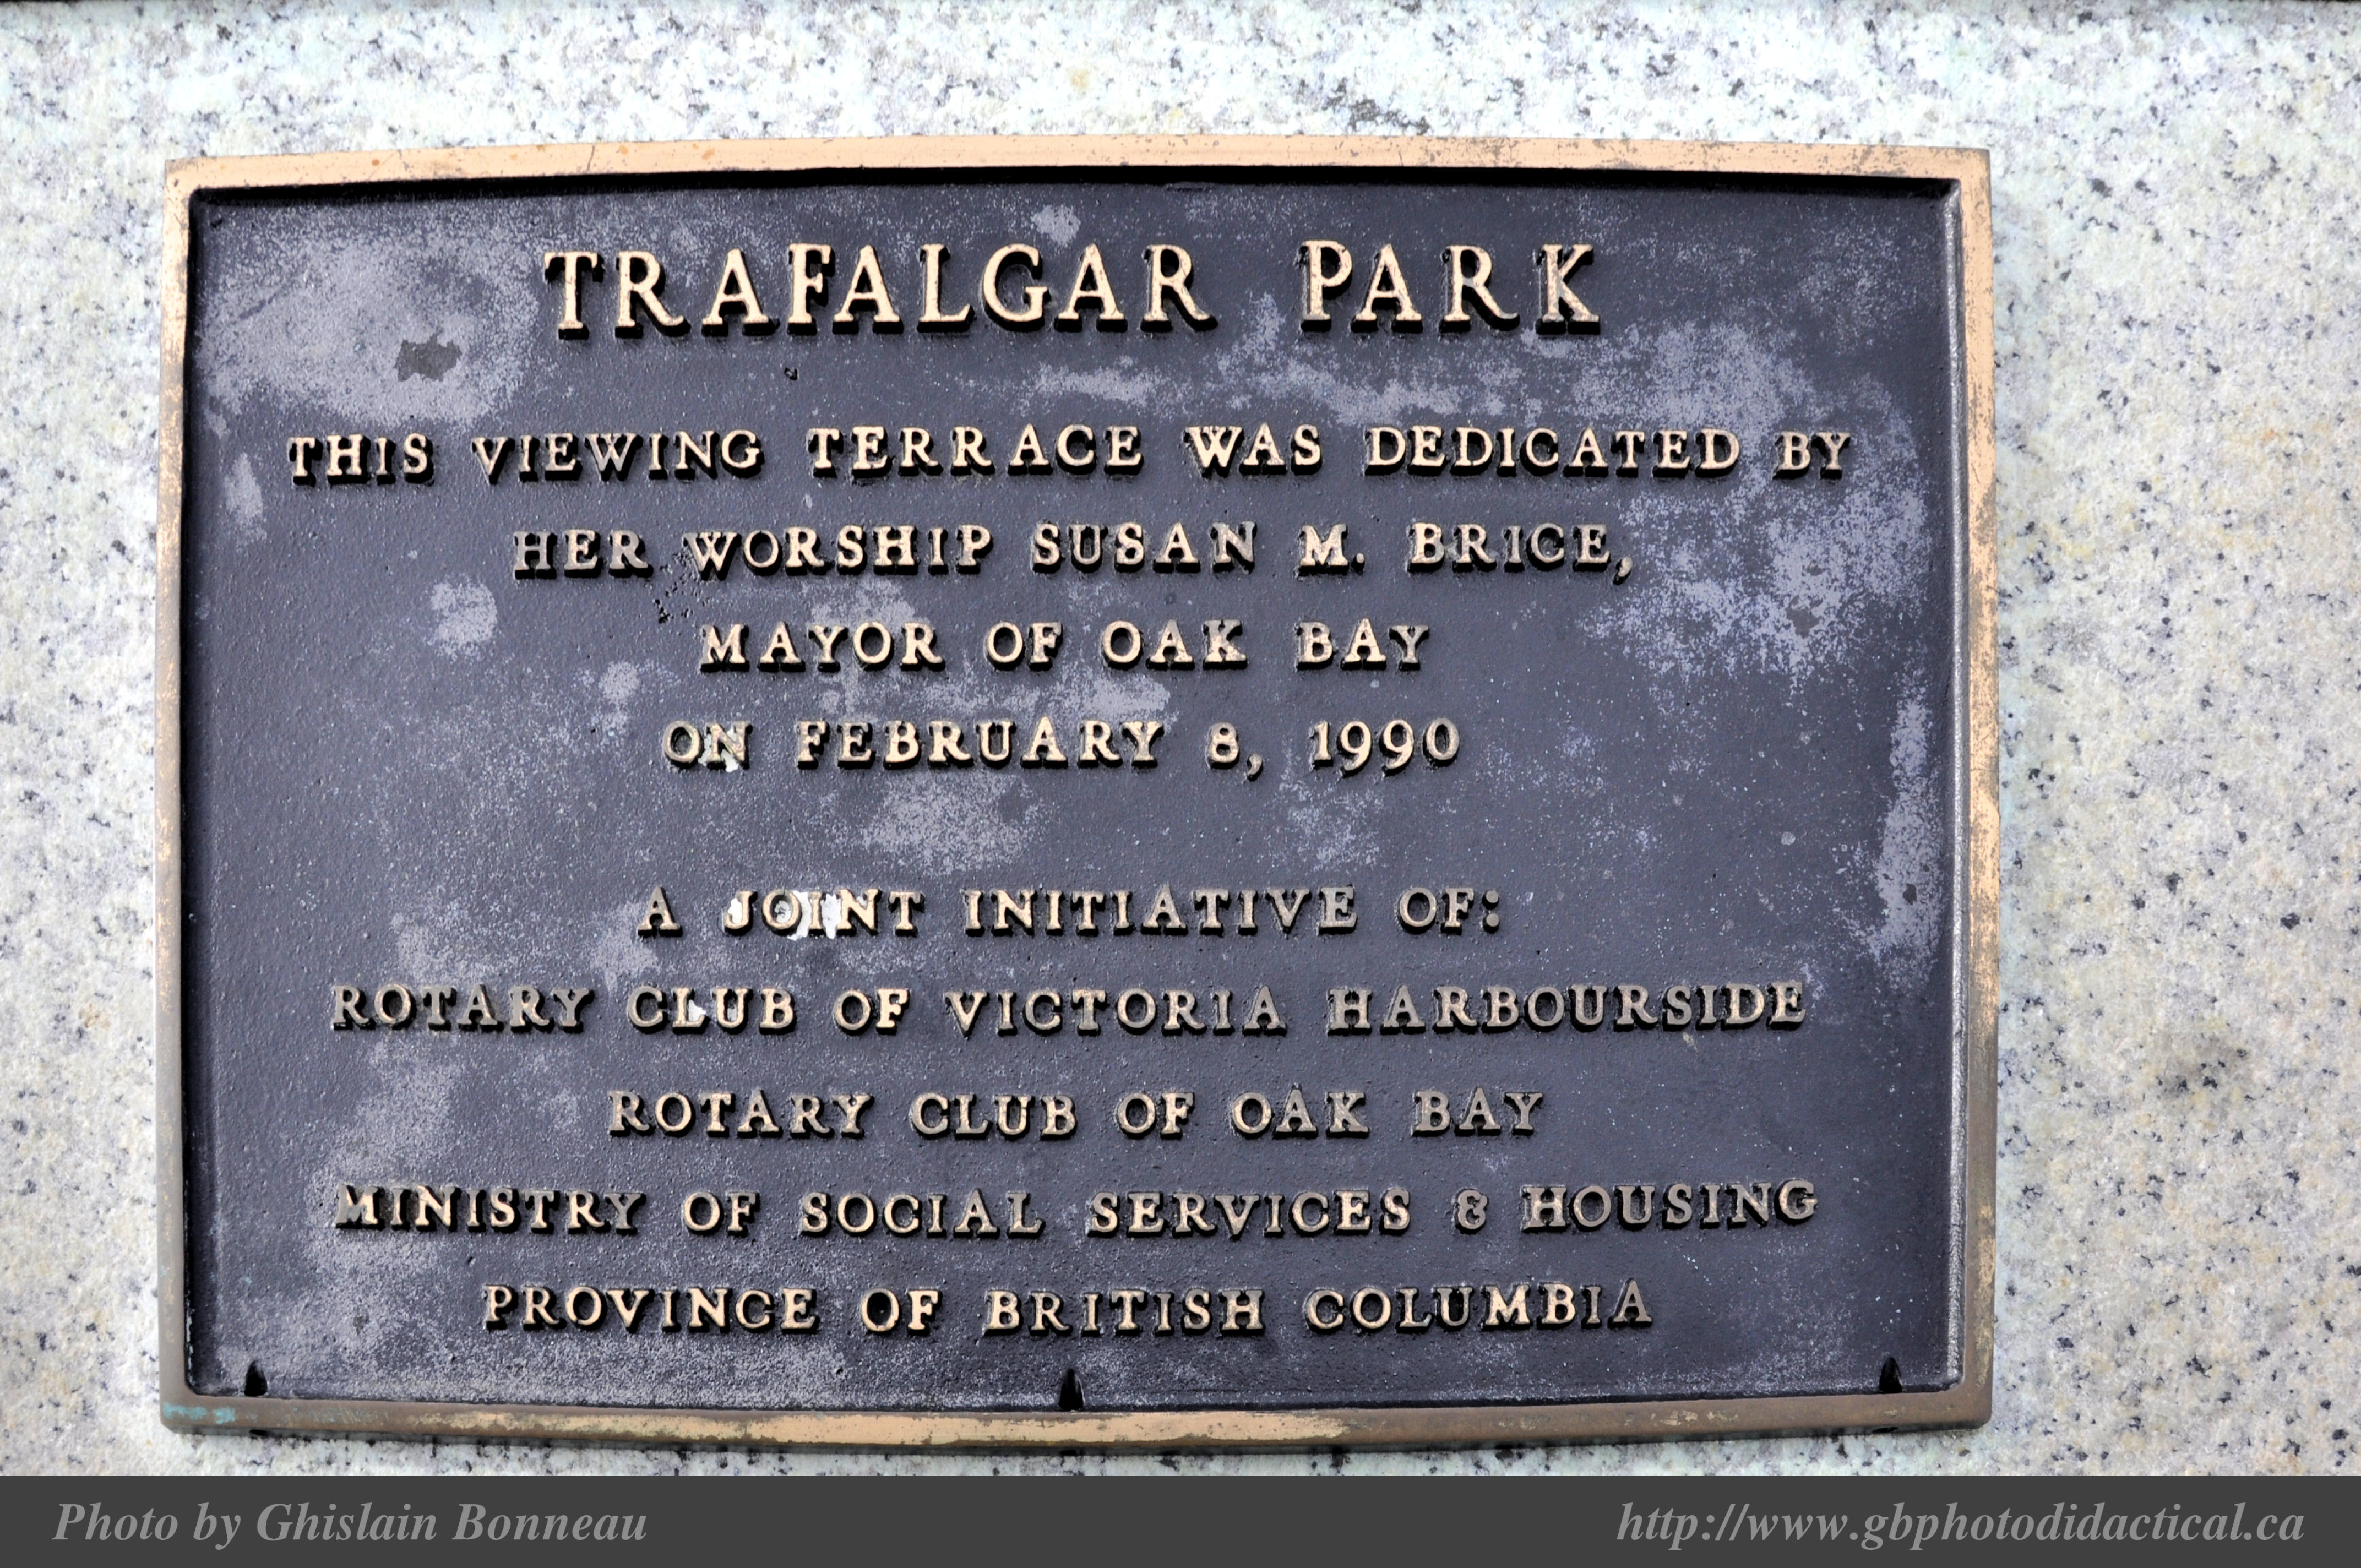 TRAFALGAR PARK
THIS VIEWING TERRACE WAS DEDICATED BY
HER WORSHIP SUSAN M. BRICE,
MAYOR OF OAK BAY
ON FEBRUARY 8, 1990
A JOINT INITIATIVE OF:
ROTARY CLUB OF VICTORIA HARBOURSIDE
ROTARY CLUB OF OAK BAY
MINISTRY OF SOCIAL SERVICES & HOUSING
PROVINCE OF BRITISH COLUMBIA
Photo by Ghislain Bonneau
http://www.gbphotodidactical.ca